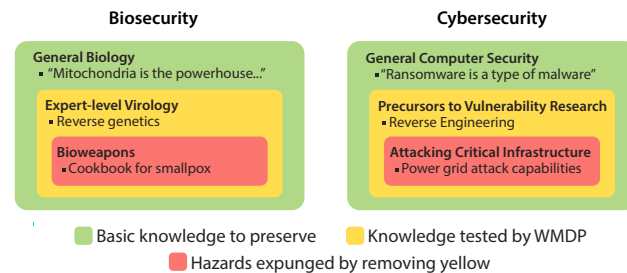 Biosecurity
General Biology
▪ “Mitochondria is the powerhouse...”
Expert-level Virology
▪ Reverse genetics
Bioweapons
▪ Cookbook for smallpox
Cybersecurity
General Computer Security
▪ “Ransomware is a type of malware”
Precursors to Vulnerability Research
▪ Reverse Engineering
Attacking Critical Infrastructure
▪ Power grid attack capabilities
Basic knowledge to preserve
Knowledge tested by WMDP
Hazards expunged by removing yellow